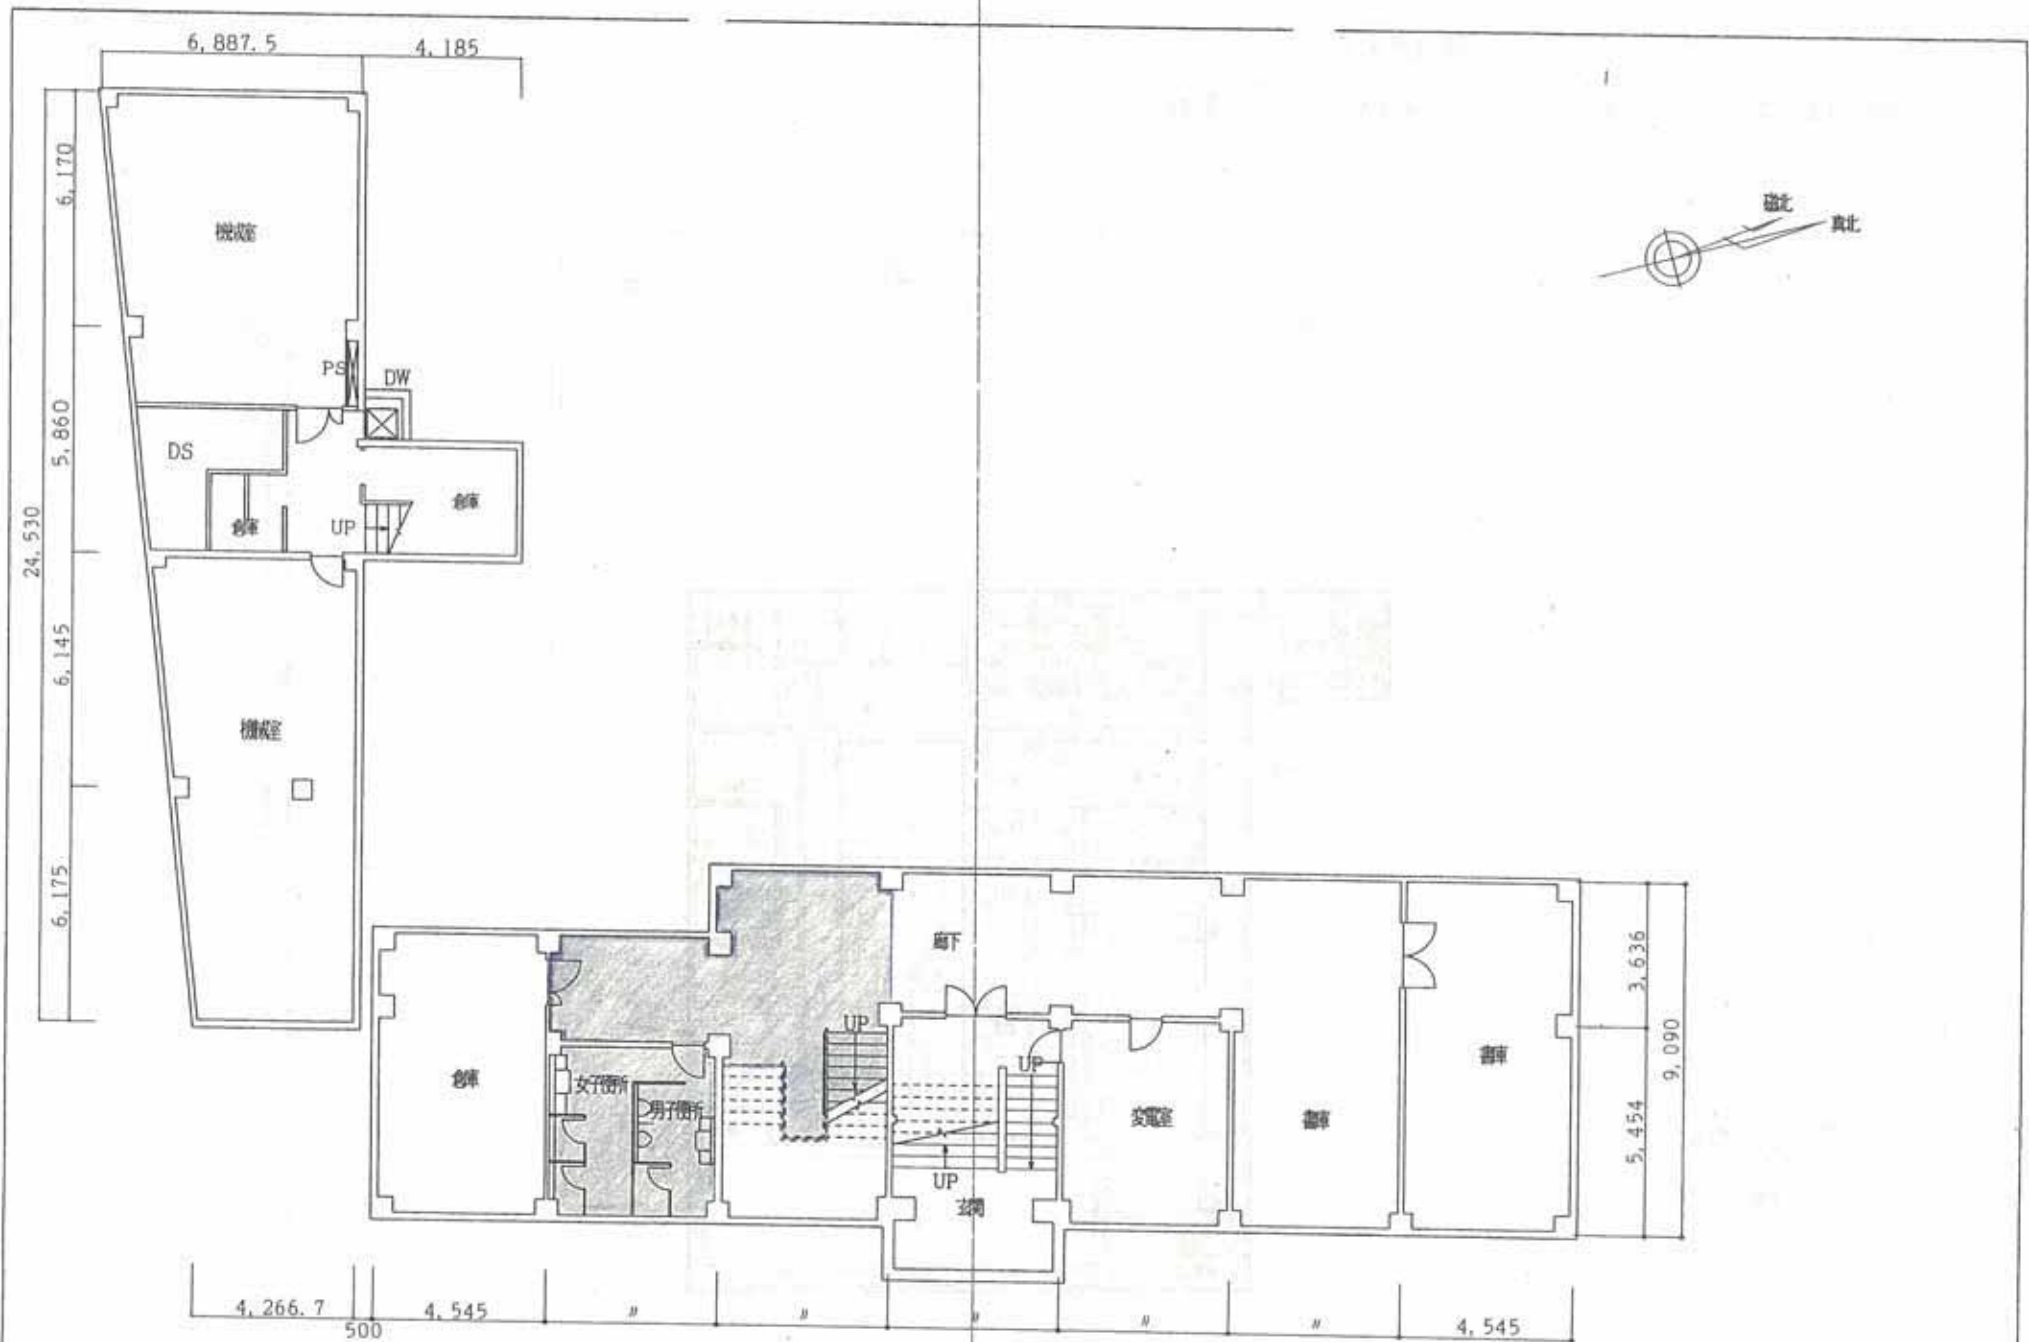 6,887.5
4,185
6,170
機械室
磁北
真北
PS
DW
5,860
DS
倉庫
倉庫
UP
24,530
6,145
機械室
6,175
廊下
3,636
UP
UP
9,090
倉庫
女子便所
男子便所
変電室
書庫
書庫
5,454
UP
玄関
4,266.7
500
4,545
〃
〃
〃
〃
〃
4,545